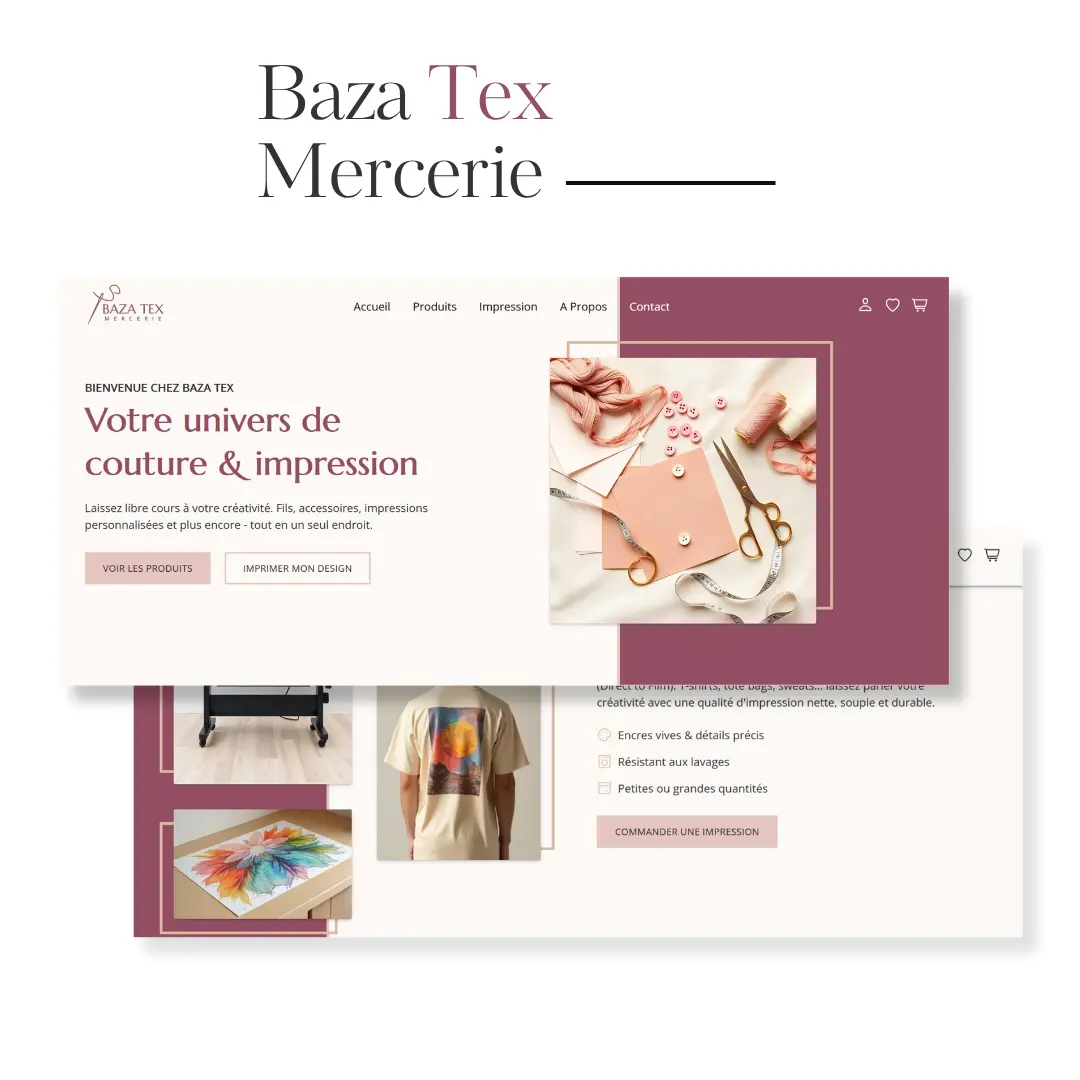 Baza Tex
Mercerie
BAZA TEX
MERCERIE
Accueil Produits Impression A Propos Contact
BIENVENUE CHEZ BAZA TEX
Votre univers de
couture & impression
Laissez libre cours à votre créativité. Fils, accessoires, impressions
personnalisées et plus encore - tout en un seul endroit.
VOIR LES PRODUITS IMPRIMER MON DESIGN
(Direct to Film). T-shirts, tote bags, sweats... laissez parler votre
créativité avec une qualité d'impression nette, souple et durable.
Encres vives & détails précis
Résistant aux lavages
Petites ou grandes quantités
COMMANDER UNE IMPRESSION